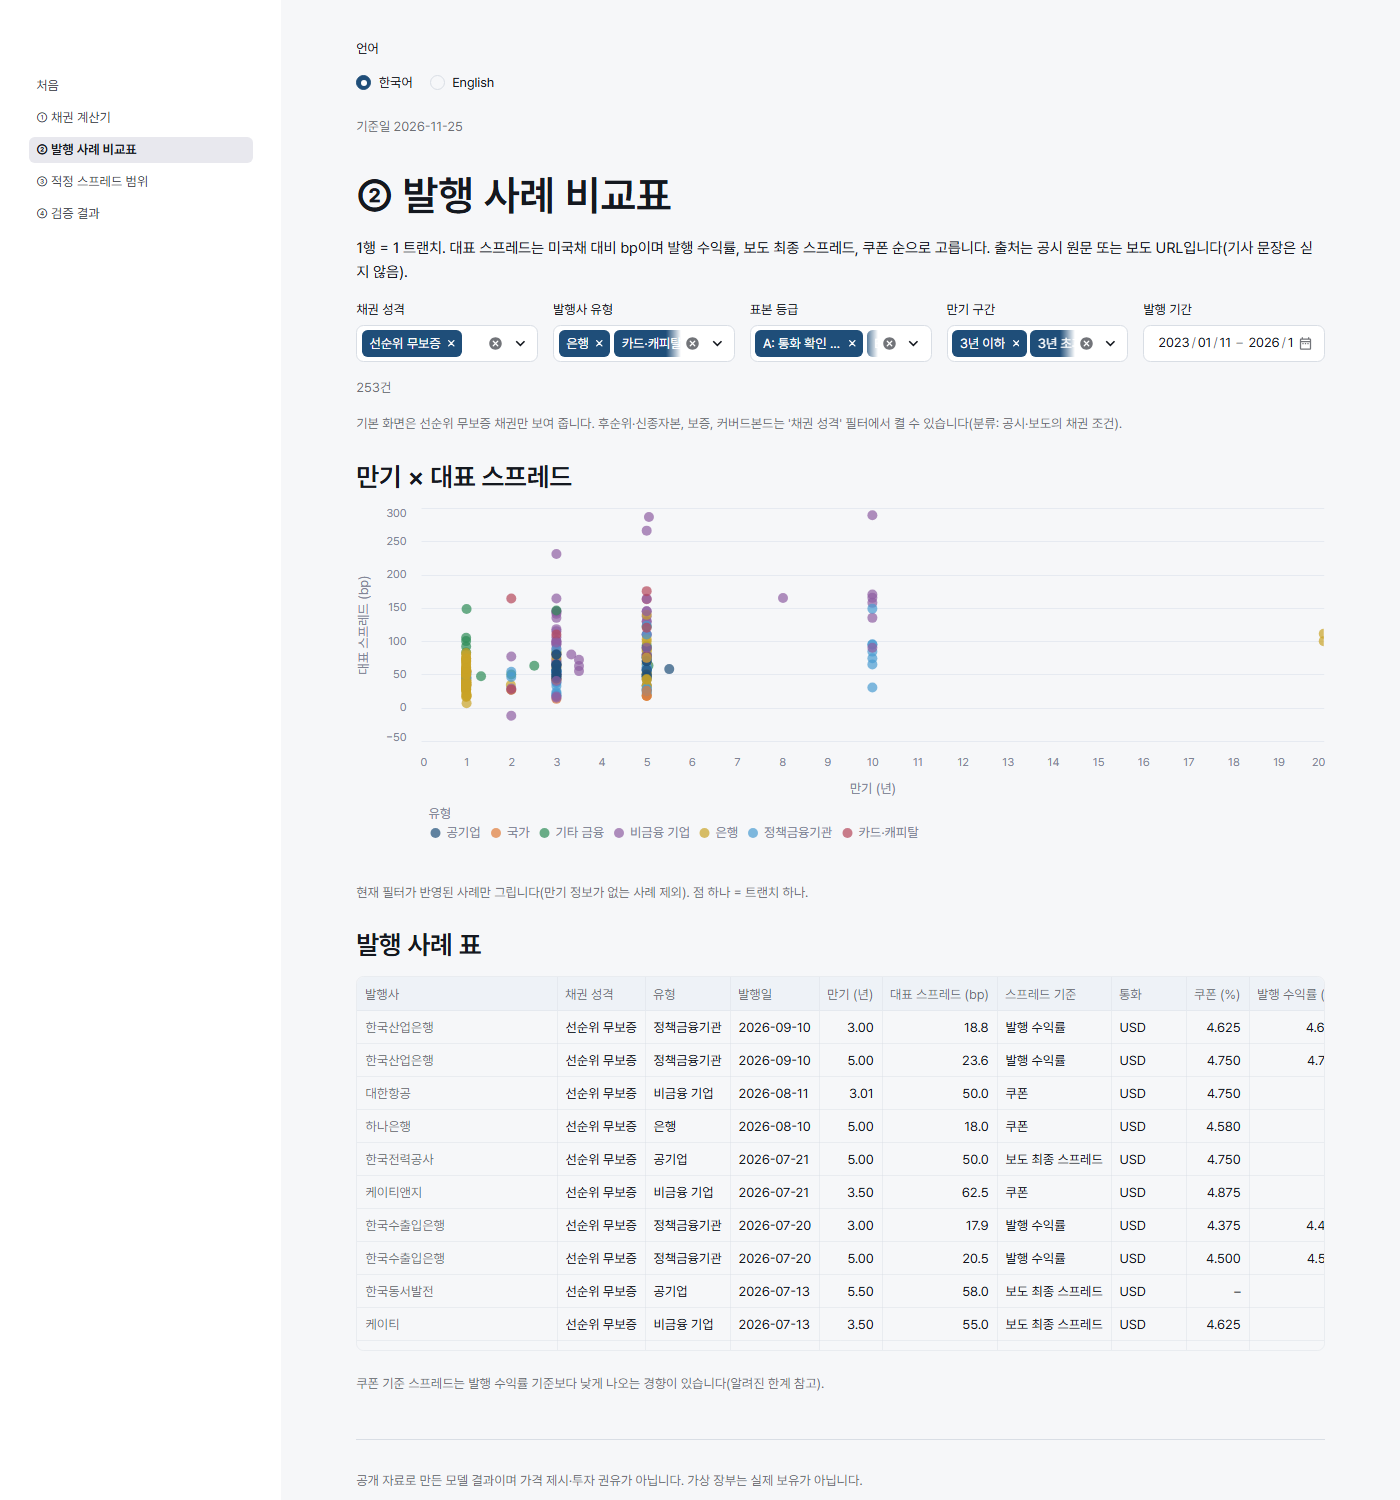 처음
① 채권 계산기
② 발행 사례 비교표
③ 적정 스프레드 범위
④ 검증 결과
언어
한국어 English
기준일 2026-11-25
② 발행 사례 비교표
1행 = 1 트랜치. 대표 스프레드는 미국채 대비 bp이며 발행 수익률, 보도 최종 스프레드, 쿠폰 순으로 고릅니다. 출처는 공시 원문 또는 보도 URL입니다(기사 문장은 싣
지 않음).
채권 성격 발행사 유형 표본 등급 만기 구간 발행 기간
선순위 무보증 은행 카드·캐피탈 A: 통화 확인 ... 3년 이하 3년 초 2023/01/11 – 2026/1
253건
기본 화면은 선순위 무보증 채권만 보여 줍니다. 후순위·신종자본, 보증, 커버드본드는 '채권 성격' 필터에서 켤 수 있습니다(분류: 공시·보도의 채권 조건).
만기 × 대표 스프레드
대표 스프레드 (bp)
300
250
200
150
100
50
0
−50
0 1 2 3 4 5 6 7 8 9 10 11 12 13 14 15 16 17 18 19 20
만기 (년)
유형
공기업 국가 기타 금융 비금융 기업 은행 정책금융기관 카드·캐피탈
현재 필터가 반영된 사례만 그립니다(만기 정보가 없는 사례 제외). 점 하나 = 트랜치 하나.
발행 사례 표
발행사 채권 성격 유형 발행일 만기 (년) 대표 스프레드 (bp) 스프레드 기준 통화 쿠폰 (%) 발행 수익률 (
한국산업은행 선순위 무보증 정책금융기관 2026-09-10 3.00 18.8 발행 수익률 USD 4.625 4.6
한국산업은행 선순위 무보증 정책금융기관 2026-09-10 5.00 23.6 발행 수익률 USD 4.750 4.7
대한항공 선순위 무보증 비금융 기업 2026-08-11 3.01 50.0 쿠폰 USD 4.750
하나은행 선순위 무보증 은행 2026-08-10 5.00 18.0 쿠폰 USD 4.580
한국전력공사 선순위 무보증 공기업 2026-07-21 5.00 50.0 보도 최종 스프레드 USD 4.750
케이티앤지 선순위 무보증 비금융 기업 2026-07-21 3.50 62.5 쿠폰 USD 4.875
한국수출입은행 선순위 무보증 정책금융기관 2026-07-20 3.00 17.9 발행 수익률 USD 4.375 4.4
한국수출입은행 선순위 무보증 정책금융기관 2026-07-20 5.00 20.5 발행 수익률 USD 4.500 4.5
한국동서발전 선순위 무보증 공기업 2026-07-13 5.50 58.0 보도 최종 스프레드 USD –
케이티 선순위 무보증 비금융 기업 2026-07-13 3.50 55.0 보도 최종 스프레드 USD 4.625
쿠폰 기준 스프레드는 발행 수익률 기준보다 낮게 나오는 경향이 있습니다(알려진 한계 참고).
공개 자료로 만든 모델 결과이며 가격 제시·투자 권유가 아닙니다. 가상 장부는 실제 보유가 아닙니다.